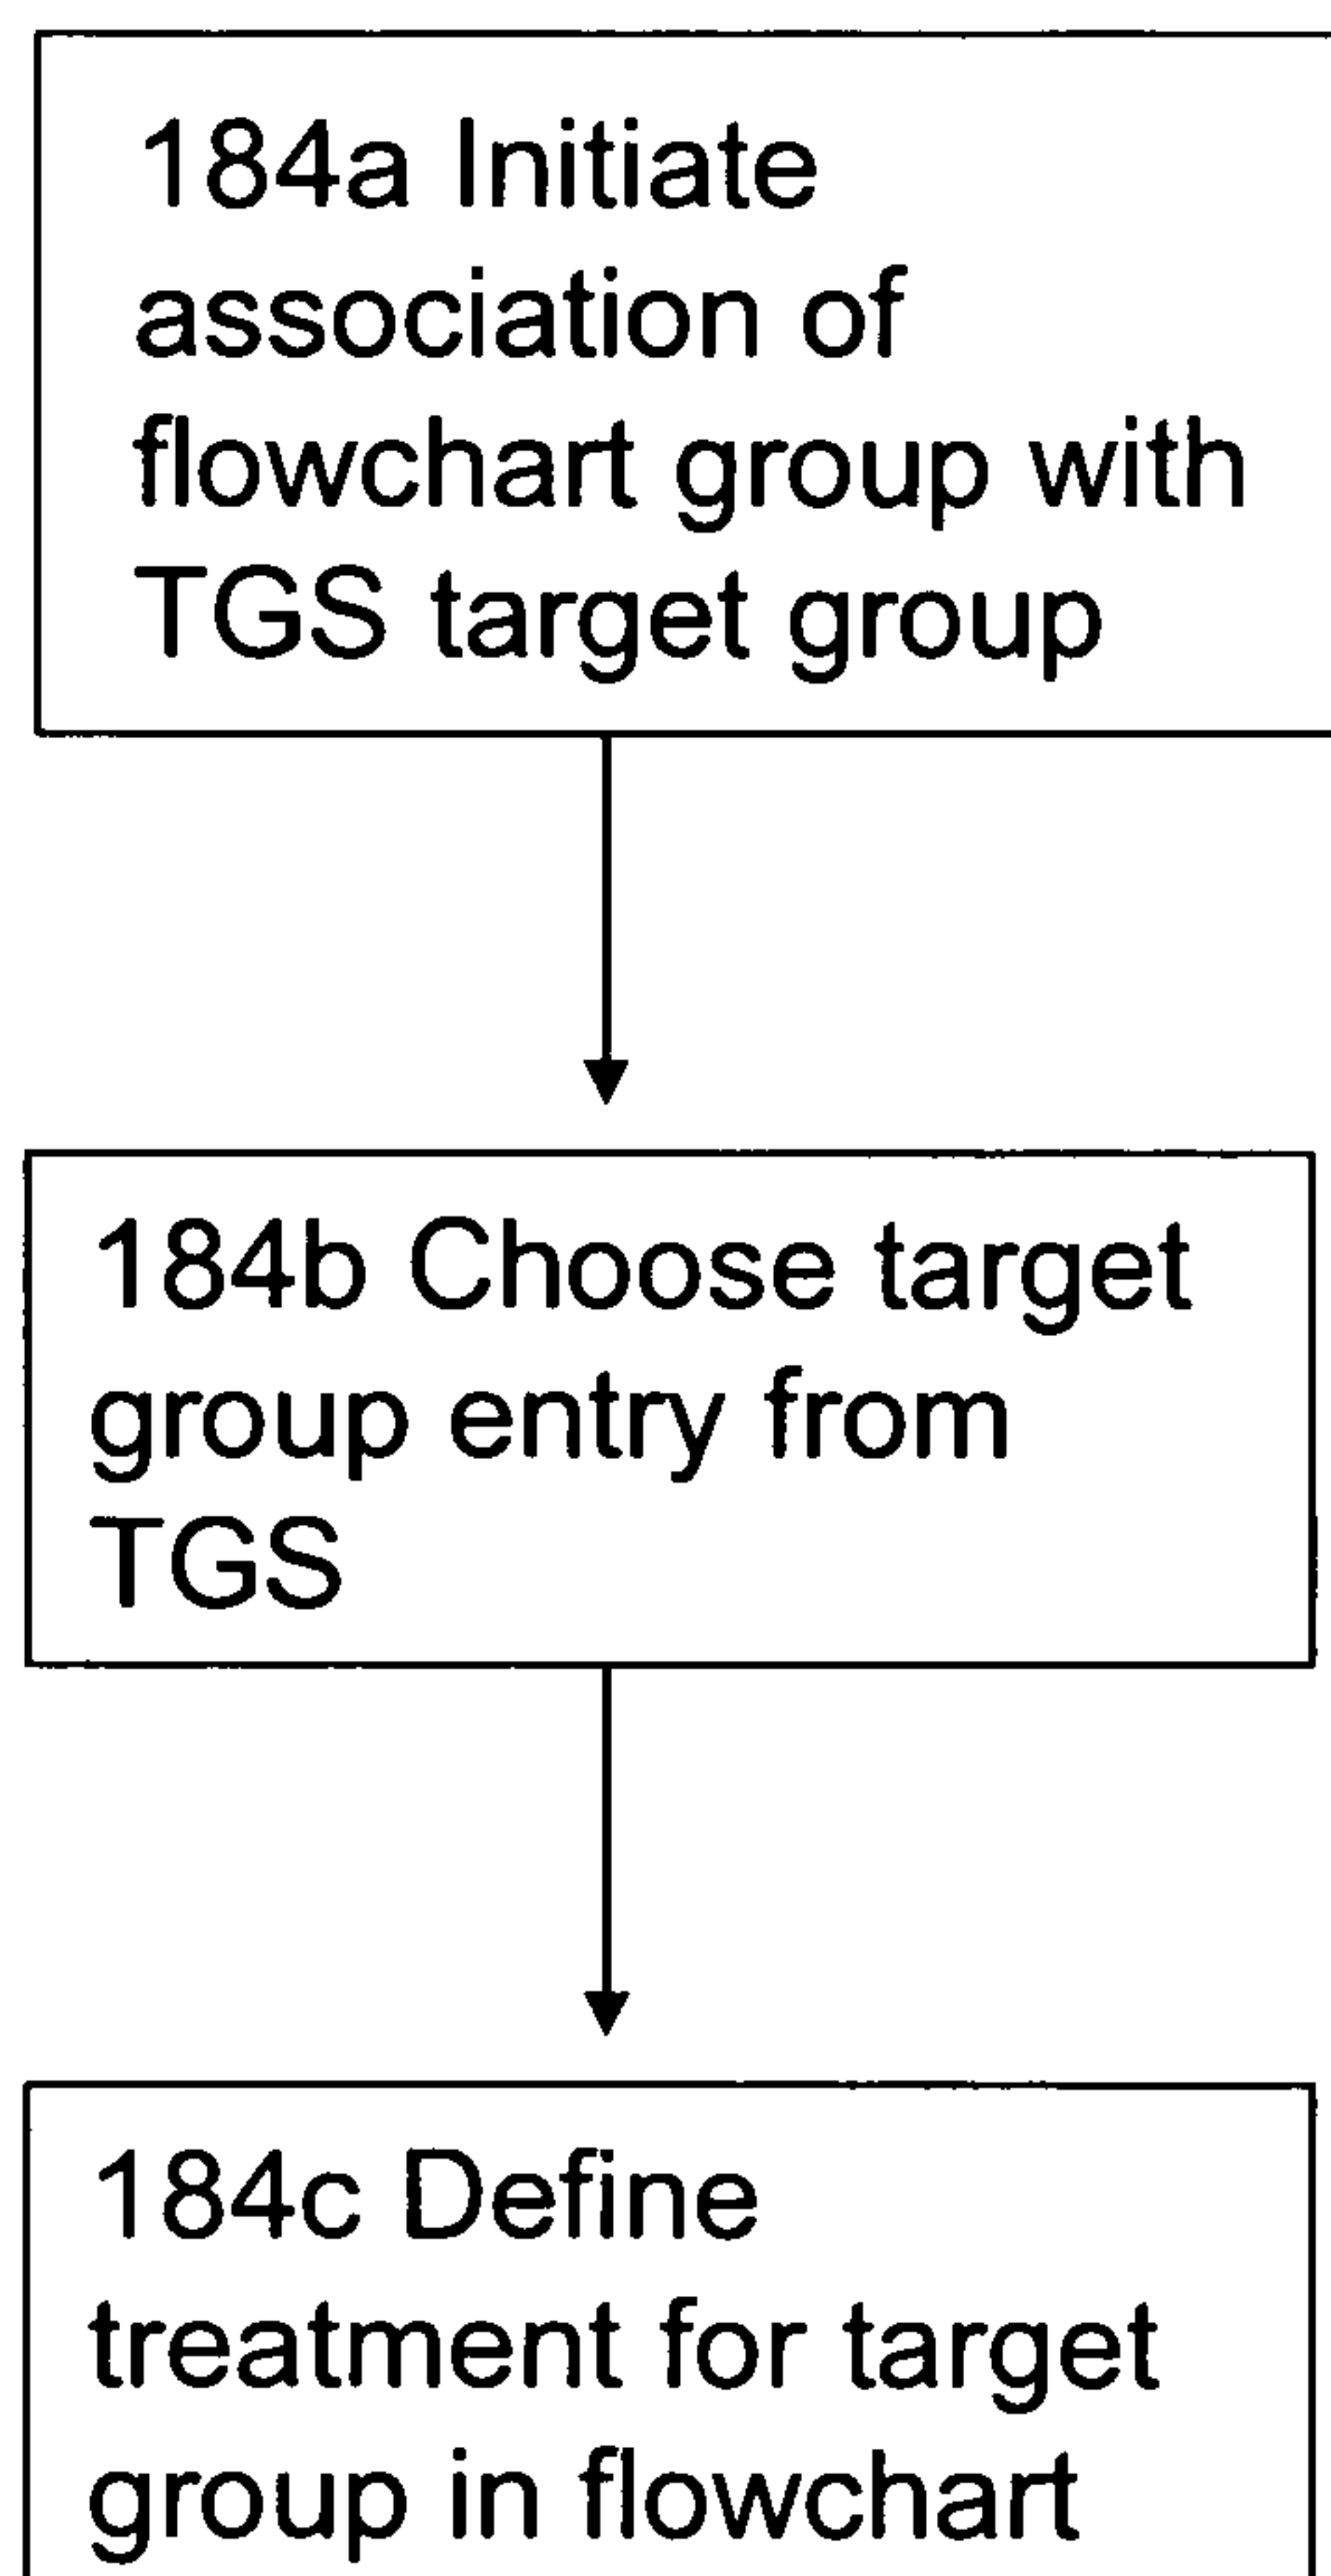 184a Initiate
association of
flowchart group with
TGS target group
184b Choose target
group entry from
TGS
184c Define
treatment for target
group in flowchart